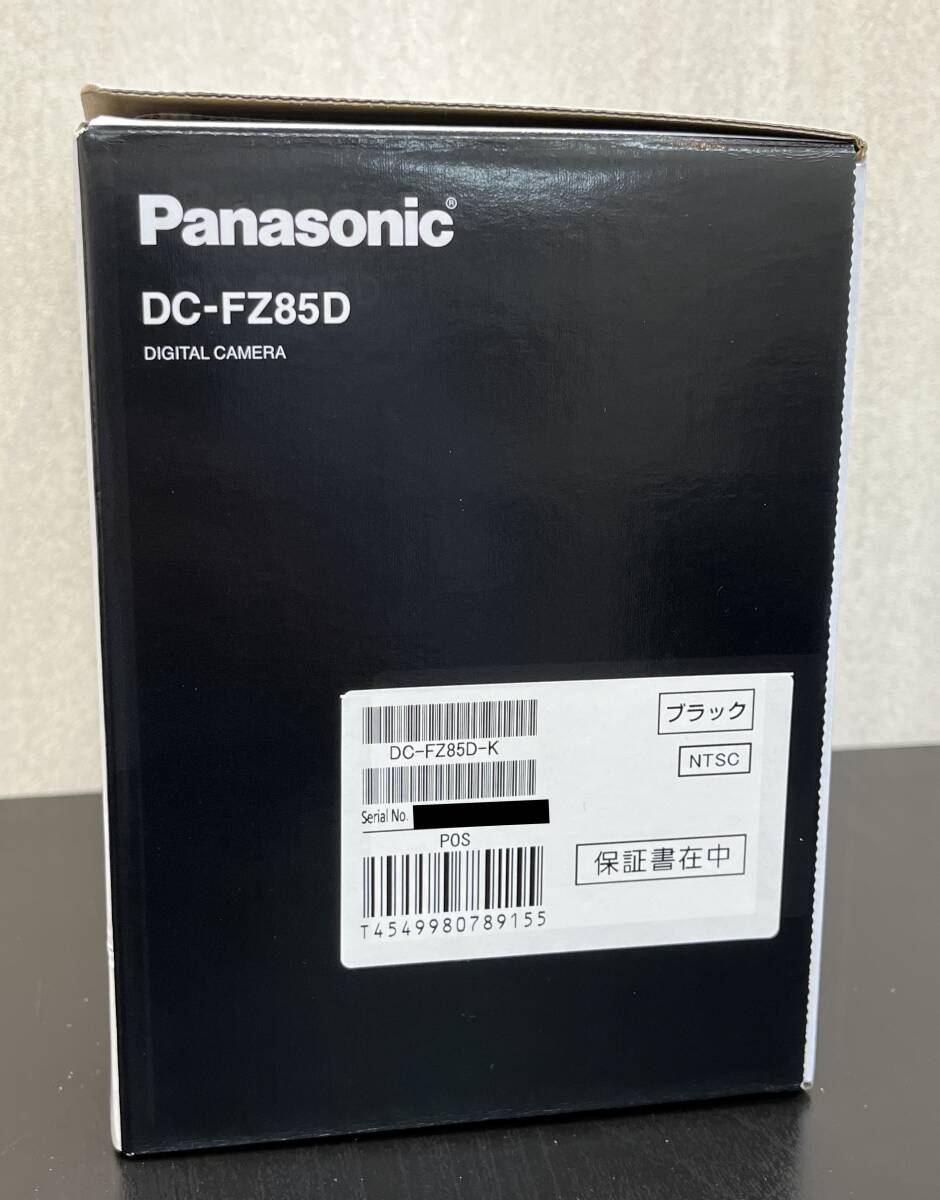 Panasonic®
DC-FZ85D
DIGITAL CAMERA
ブラック
DC-FZ85D-K
NTSC
Serial No.
POS
保証書在中
T4549980789155